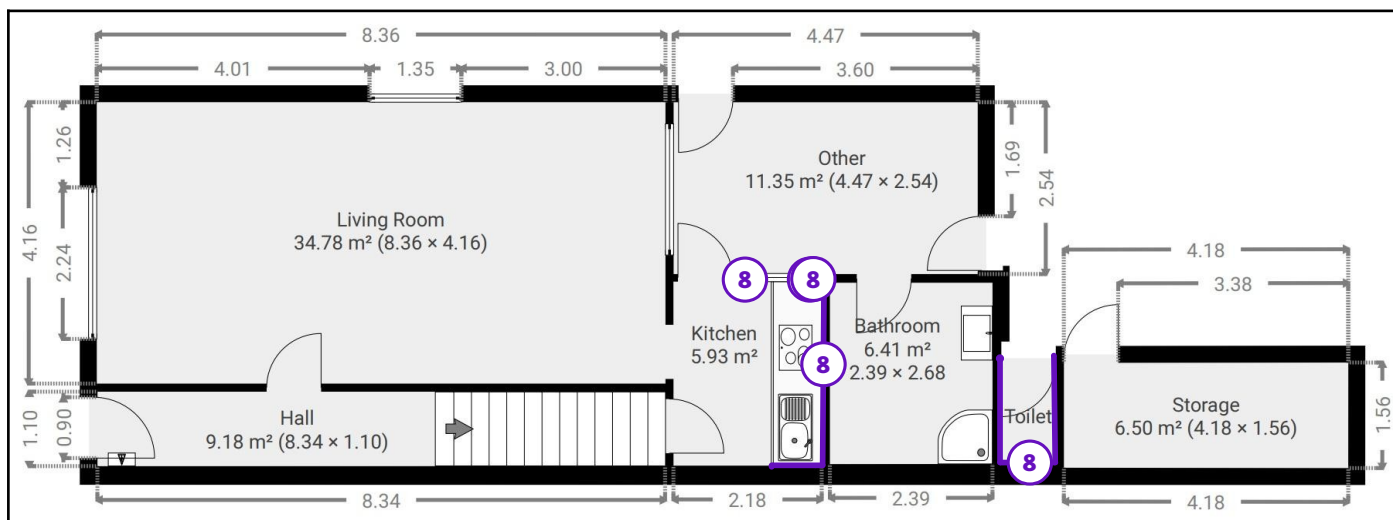 8.36
4.47
4.01
1.35
3.00
3.60
1.26
4.16
2.24
Other
11.35 m² (4.47 × 2.54)
1.69
2.54
Living Room
34.78 m² (8.36 × 4.16)
4.18
3.38
8
8
Kitchen
5.93 m²
8
Bathroom
6.41 m²
2.39 × 2.68
1.10
0.90
Hall
9.18 m² (8.34 × 1.10)
Toilet
8
Storage
6.50 m² (4.18 × 1.56)
1.56
8.34
2.18
2.39
4.18